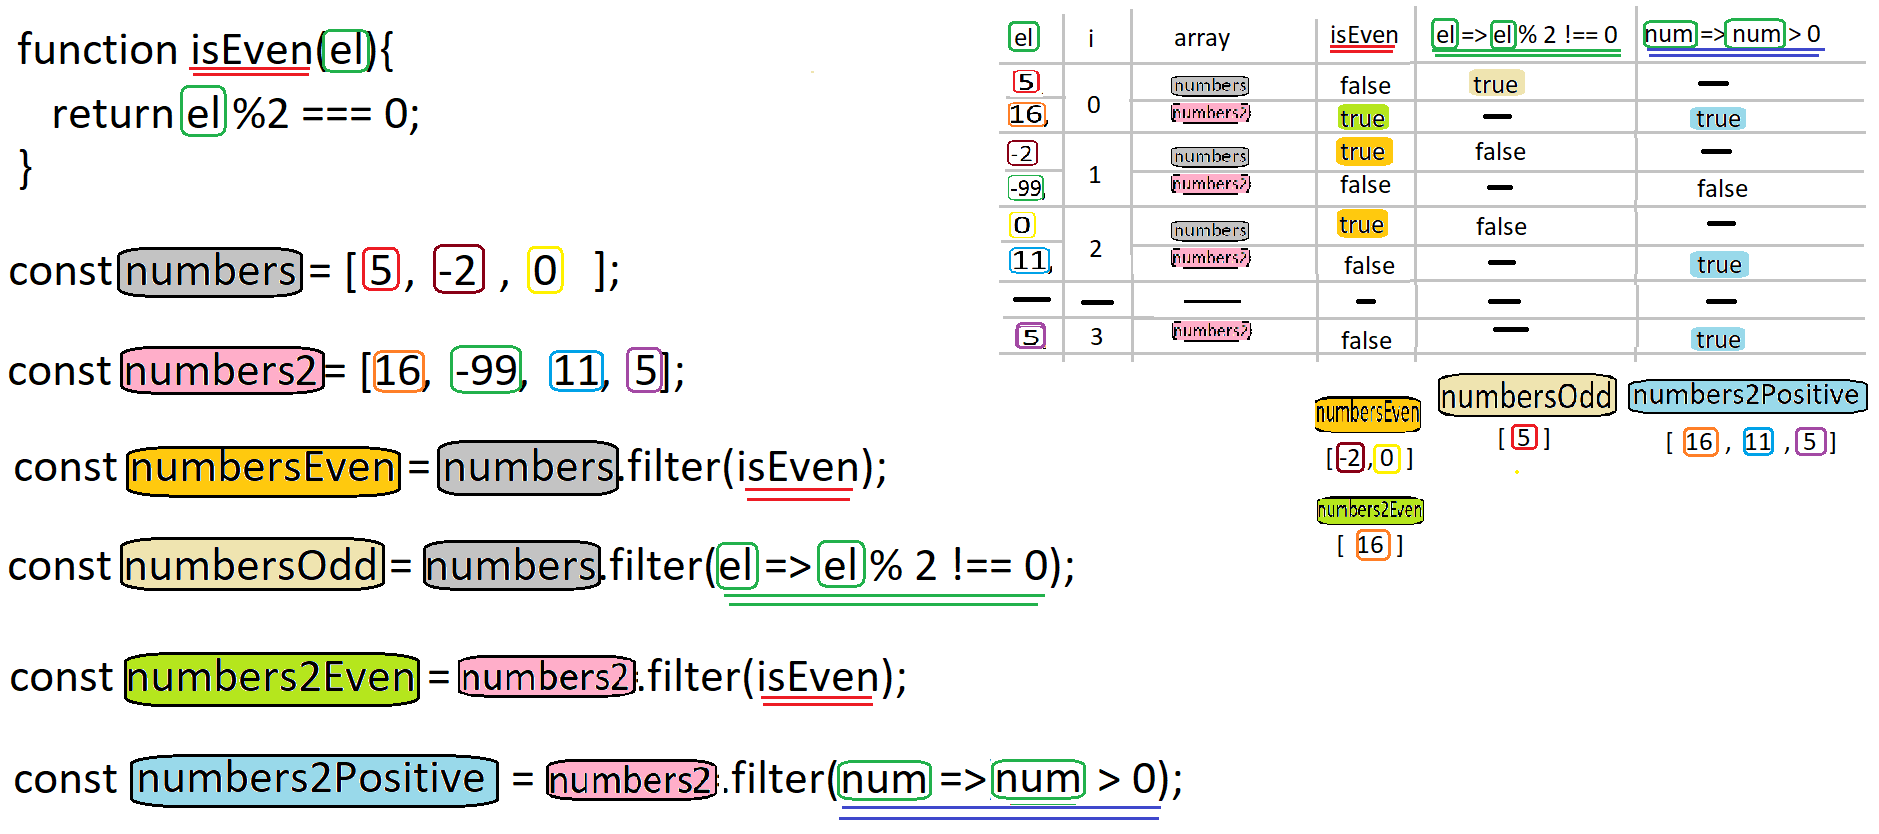 function isEven(el){
return el %2 === 0;
}
const numbers = [ 5 , -2 , 0 ];
const numbers2 = [16, -99, 11, 5];
const numbersEven = numbers.filter(isEven);
const numbersOdd = numbers.filter(el => el % 2 !== 0);
const numbers2Even = numbers2.filter(isEven);
const numbers2Positive = numbers2.filter(num => num > 0);
el i array isEven el => el % 2 !== 0 num => num > 0
5 0 numbers false true —
16, numbers2 true — true
-2 1 numbers true false —
-99, numbers2 false — false
0 2 numbers true false —
11, numbers2 false — true
— — — — — —
5 3 numbers2 false — true
numbersEven numbersOdd numbers2Positive
[-2,0 ] [ 5 ] [ 16 , 11 , 5 ]
numbers2Even
[ 16 ]